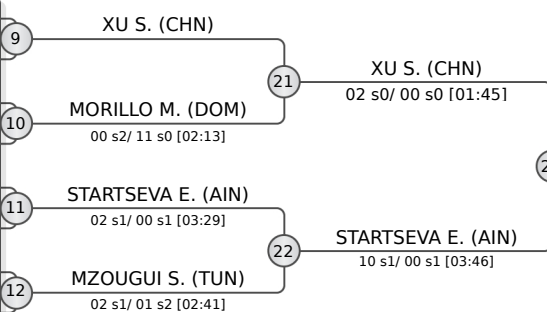 9
XU S. (CHN)
21
XU S. (CHN)
02 s0/ 00 s0 [01:45]
10
MORILLO M. (DOM)
00 s2/ 11 s0 [02:13]
11
STARTSEVA E. (AIN)
02 s1/ 00 s1 [03:29]
22
STARTSEVA E. (AIN)
10 s1/ 00 s1 [03:46]
12
MZOUGUI S. (TUN)
02 s1/ 01 s2 [02:41]